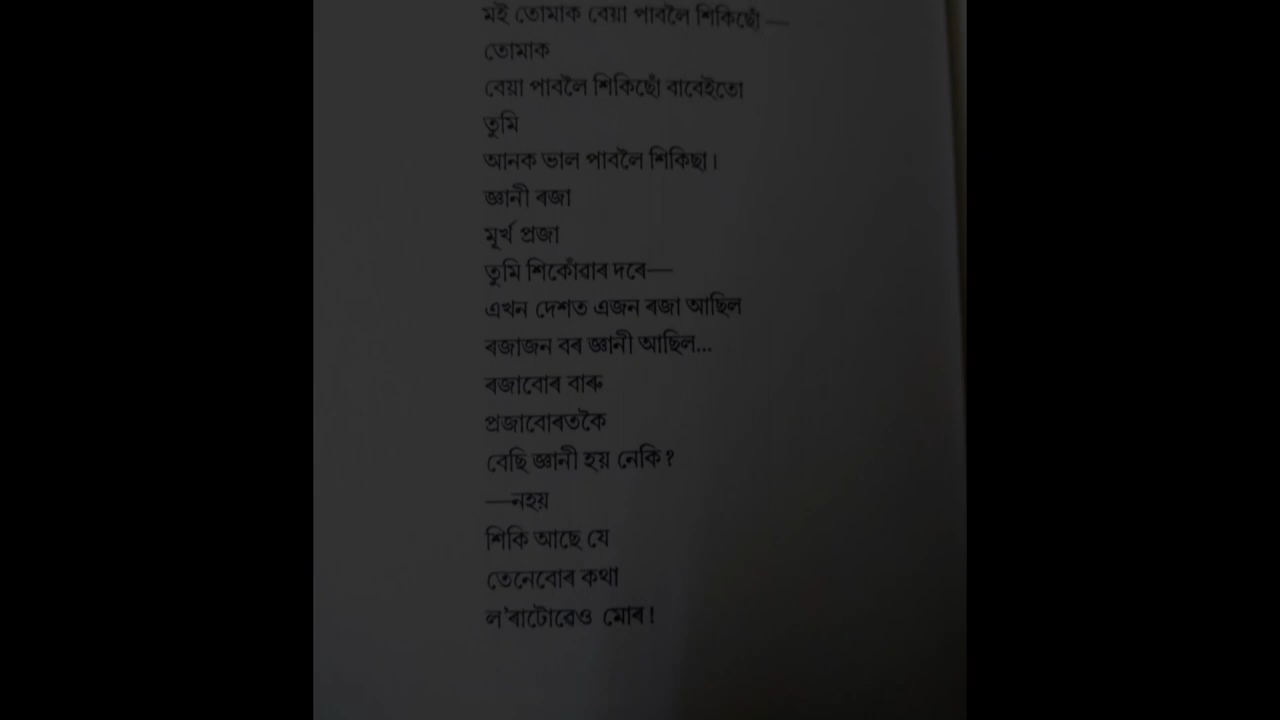 মই তোমাক বেয়া পাবলৈ শিকিছোঁ —
তোমাক
বেয়া পাবলৈ শিকিছোঁ বাবেইতো
তুমি
আনক ভাল পাবলৈ শিকিছা।
জ্ঞানী ৰজা
মূৰ্খ প্ৰজা
তুমি শিকোঁৱাৰ দৰে—
এখন দেশত এজন ৰজা আছিল
ৰজাজন বৰ জ্ঞানী আছিল...
ৰজাবোৰ বাৰু
প্ৰজাবোৰতকৈ
বেছি জ্ঞানী হয় নেকি?
—নহয়
শিকি আছে যে
তেনেবোৰ কথা
ল'ৰাটোৱেও মোৰ!